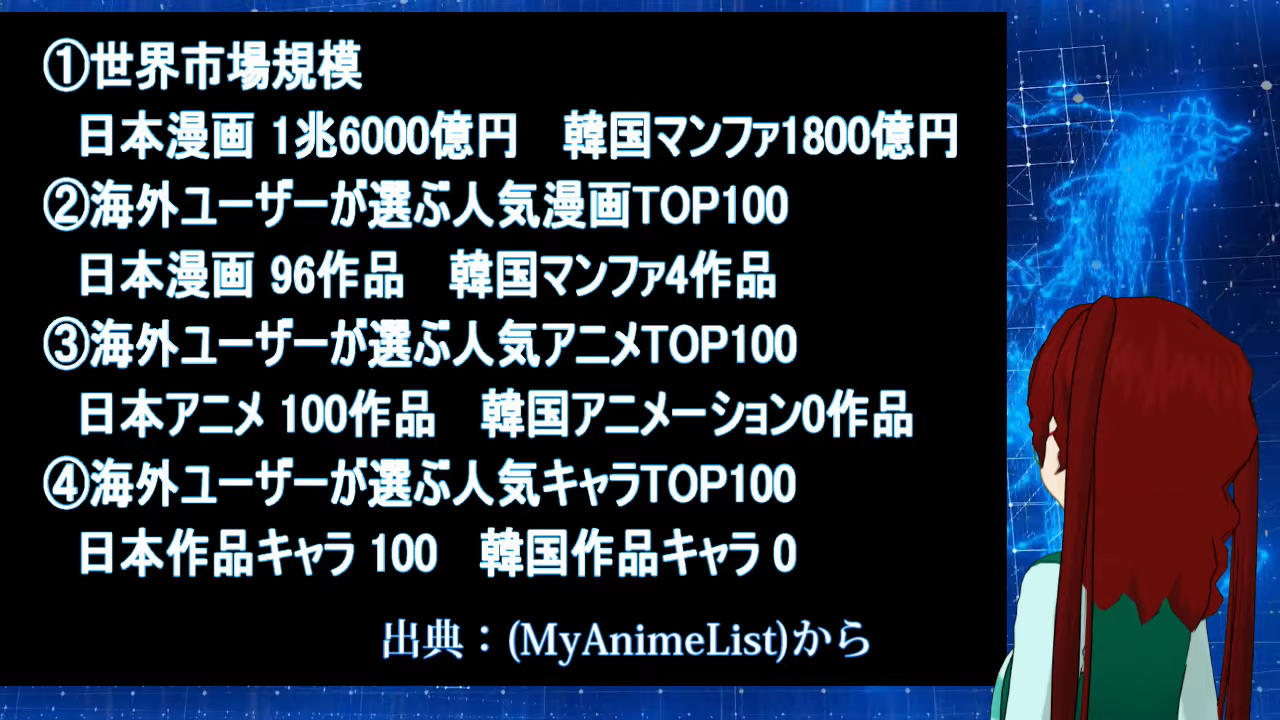 ①世界市場規模
日本漫画 1兆6000億円　韓国マンファ1800億円
②海外ユーザーが選ぶ人気漫画TOP100
日本漫画 96作品　韓国マンファ4作品
③海外ユーザーが選ぶ人気アニメTOP100
日本アニメ 100作品　韓国アニメーション0作品
④海外ユーザーが選ぶ人気キャラTOP100
日本作品キャラ 100　韓国作品キャラ 0
出典：(MyAnimeList)から